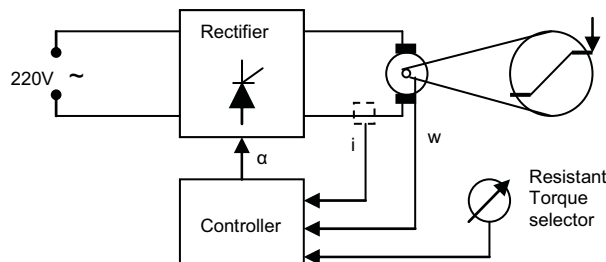 Rectifier
220V ~
α
i
w
Controller
Resistant
Torque
selector